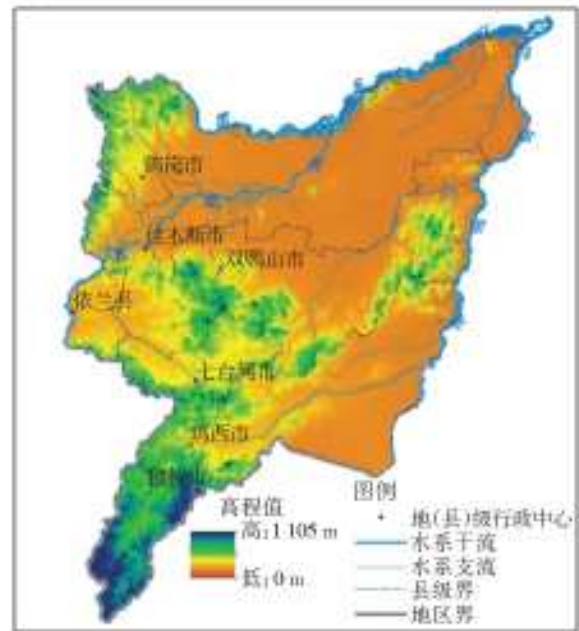 鹤岗市
佳木斯市
双鸭山市
依兰县
七台河市
鸡西市
高程值
高:1 105 m
低:0 m
图例
地(县)级行政中心
水系干流
水系支流
县级界
地区界